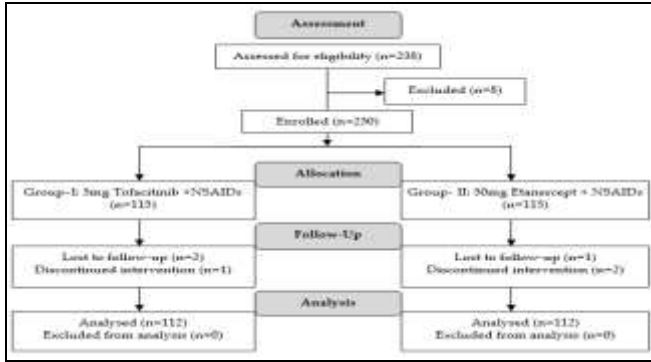 Assessment
Assessed for eligibility (n=238)
Excluded (n=8)
Enrolled (n=230)
Allocation
Group-I: 5mg Tofacitinib +NSAIDs
(n=115)
Group- II: 50mg Etanercept + NSAIDs
(n=115)
Follow-Up
Lost to follow-up (n=2)
Discontinued intervention (n=1)
Lost to follow-up (n=1)
Discontinued intervention (n=2)
Analysis
Analysed (n=112)
Excluded from analysis (n=0)
Analysed (n=112)
Excluded from analysis (n=0)